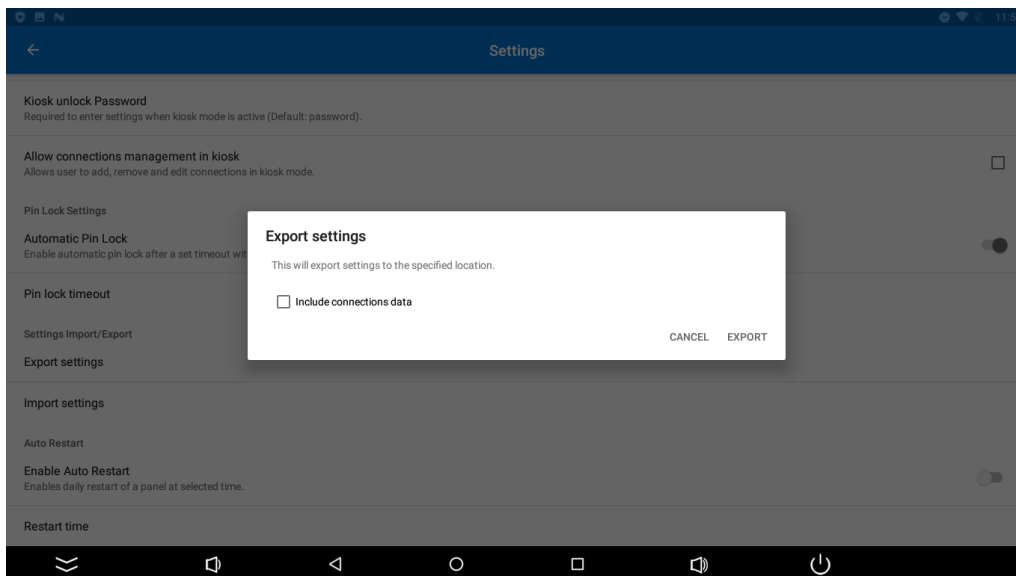 11:5
Settings
Kiosk unlock Password
Required to enter settings when kiosk mode is active (Default: password).
Allow connections management in kiosk
Allows user to add, remove and edit connections in kiosk mode.
Pin Lock Settings
Automatic Pin Lock
Enable automatic pin lock after a set timeout wit
Pin lock timeout
Settings Import/Export
Export settings
Import settings
Auto Restart
Enable Auto Restart
Enables daily restart of a panel at selected time.
Restart time
Export settings
This will export settings to the specified location.
Include connections data
CANCEL EXPORT